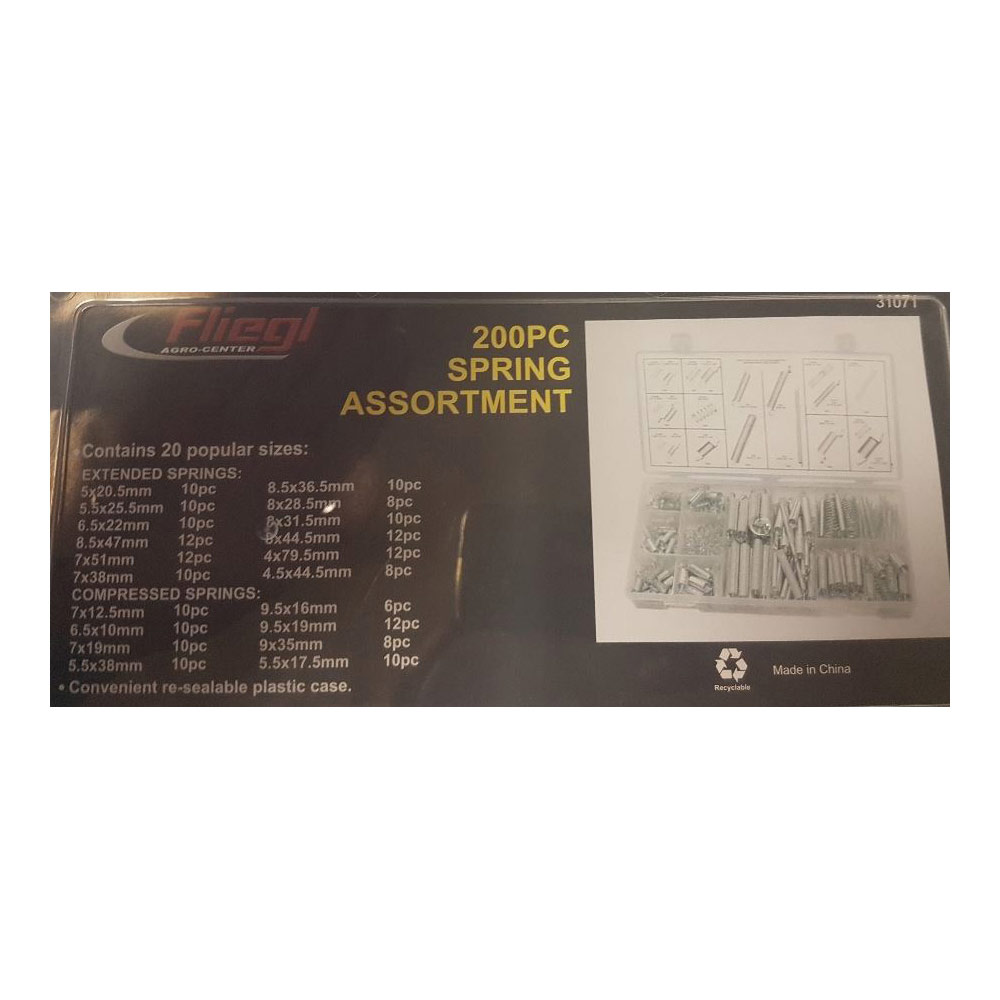 31071
Fliegl
AGRO-CENTER
200PC
SPRING
ASSORTMENT
•Contains 20 popular sizes:
EXTENDED SPRINGS:
5x20.5mm 10pc 8.5x36.5mm 10pc
5.5x25.5mm 10pc 8x28.5mm 8pc
6.5x22mm 10pc 8x31.5mm 10pc
8.5x47mm 12pc 8x44.5mm 12pc
7x51mm 12pc 4x79.5mm 12pc
7x38mm 10pc 4.5x44.5mm 8pc
COMPRESSED SPRINGS:
7x12.5mm 10pc 9.5x16mm 6pc
6.5x10mm 10pc 9.5x19mm 12pc
7x19mm 10pc 9x35mm 8pc
5.5x38mm 10pc 5.5x17.5mm 10pc
•Convenient re-sealable plastic case.
Recyclable
Made in China